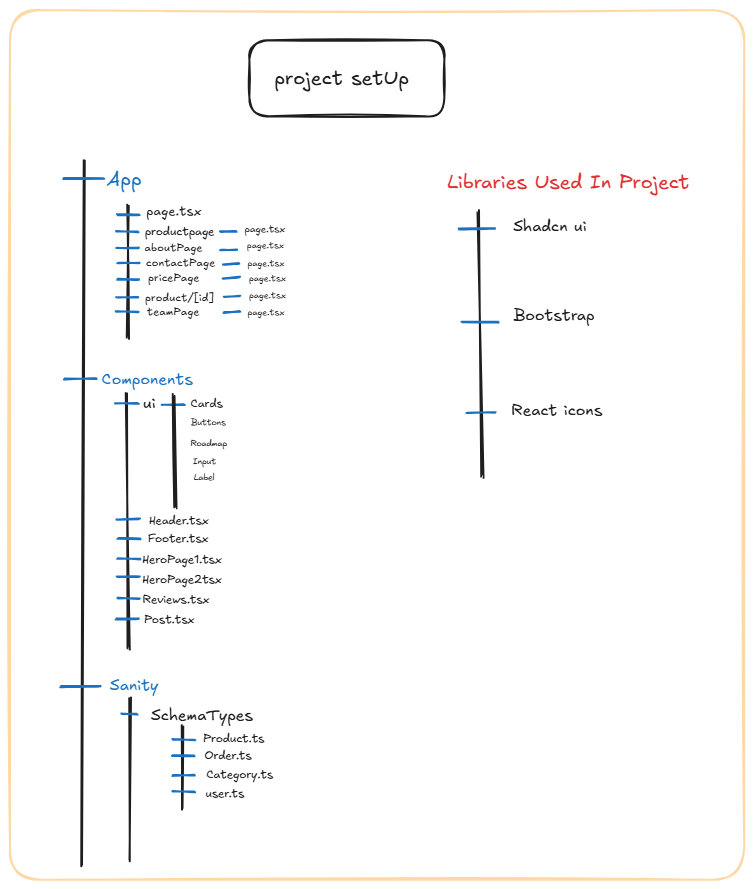 project setUp
App
page.tsx
productpage page.tsx
aboutPage page.tsx
contactPage page.tsx
pricePage page.tsx
product/[id] page.tsx
teamPage page.tsx
Components
ui Cards
Buttons
Roadmap
Input
Label
Header.tsx
Footer.tsx
HeroPage1.tsx
HeroPage2tsx
Reviews.tsx
Post.tsx
Sanity
SchemaTypes
Product.ts
Order.ts
Category.ts
user.ts
Libraries Used In Project
Shadcn ui
Bootstrap
React icons